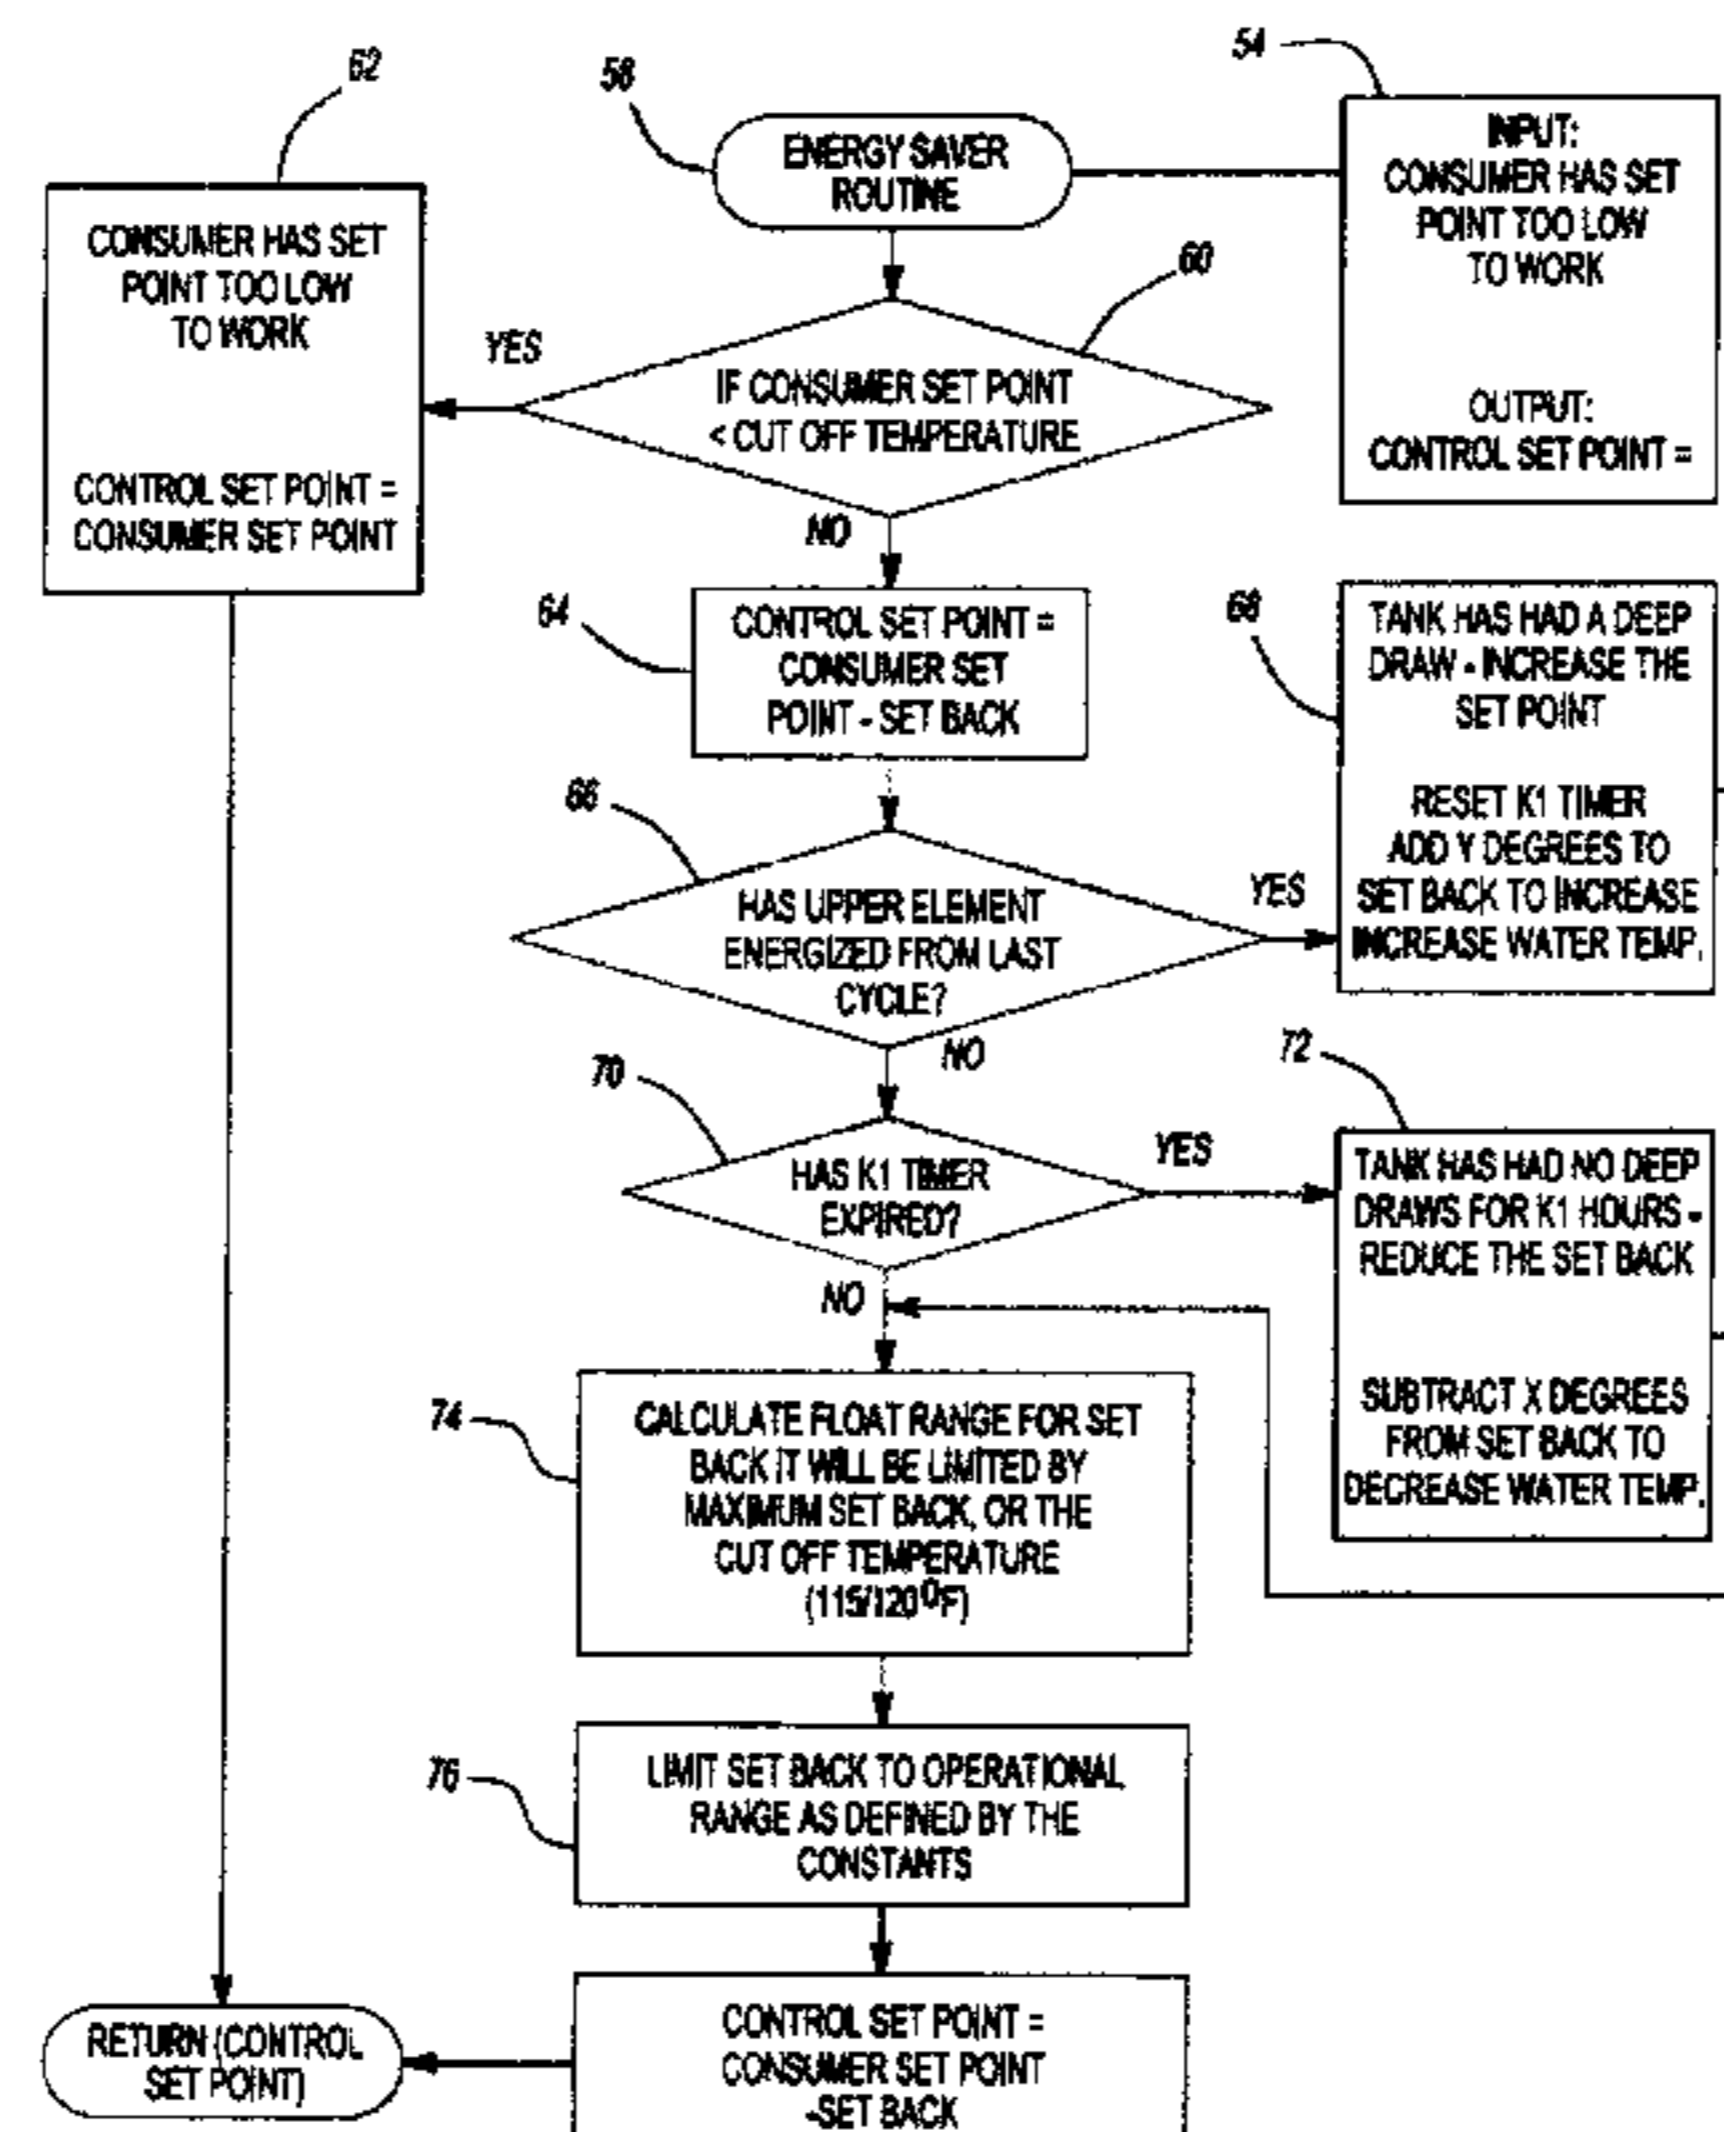 62
58
54
ENERGY SAVER
ROUTINE
INPUT:
CONSUMER HAS SET
POINT TOO LOW
TO WORK
OUTPUT:
CONTROL SET POINT =
CONSUMER HAS SET
POINT TOO LOW
TO WORK
CONTROL SET POINT =
CONSUMER SET POINT
YES
60
IF CONSUMER SET POINT
< CUT OFF TEMPERATURE
NO
64
CONTROL SET POINT =
CONSUMER SET
POINT - SET BACK
68
TANK HAS HAD A DEEP
DRAW - INCREASE THE
SET POINT
RESET K1 TIMER
ADD Y DEGREES TO
SET BACK TO INCREASE
INCREASE WATER TEMP.
66
HAS UPPER ELEMENT
ENERGIZED FROM LAST
CYCLE?
YES
NO
70
HAS K1 TIMER
EXPIRED?
YES
NO
72
TANK HAS HAD NO DEEP
DRAWS FOR K1 HOURS -
REDUCE THE SET BACK
SUBTRACT X DEGREES
FROM SET BACK TO
DECREASE WATER TEMP.
74
CALCULATE FLOAT RANGE FOR SET
BACK IT WILL BE LIMITED BY
MAXIMUM SET BACK, OR THE
CUT OFF TEMPERATURE
(115/120°F)
76
LIMIT SET BACK TO OPERATIONAL
RANGE AS DEFINED BY THE
CONSTANTS
CONTROL SET POINT =
CONSUMER SET POINT
-SET BACK
RETURN (CONTROL
SET POINT)